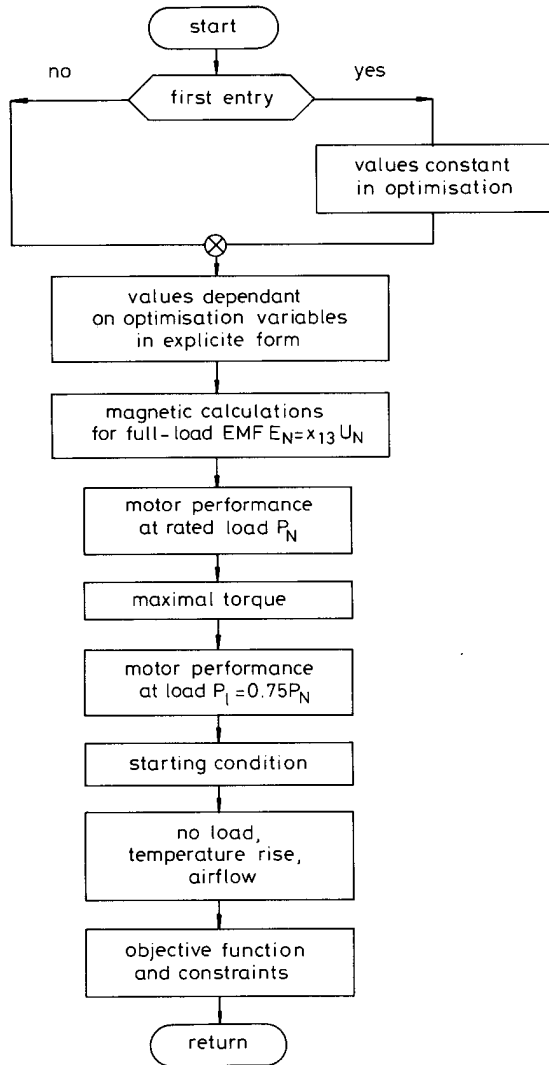 start
no
yes
first entry
values constant
in optimisation
values dependant
on optimisation variables
in explicite form
magnetic calculations
for full-load EMF E_N=x_13 U_N
motor performance
at rated load P_N
maximal torque
motor performance
at load P_l=0.75P_N
starting condition
no load,
temperature rise,
airflow
objective function
and constraints
return